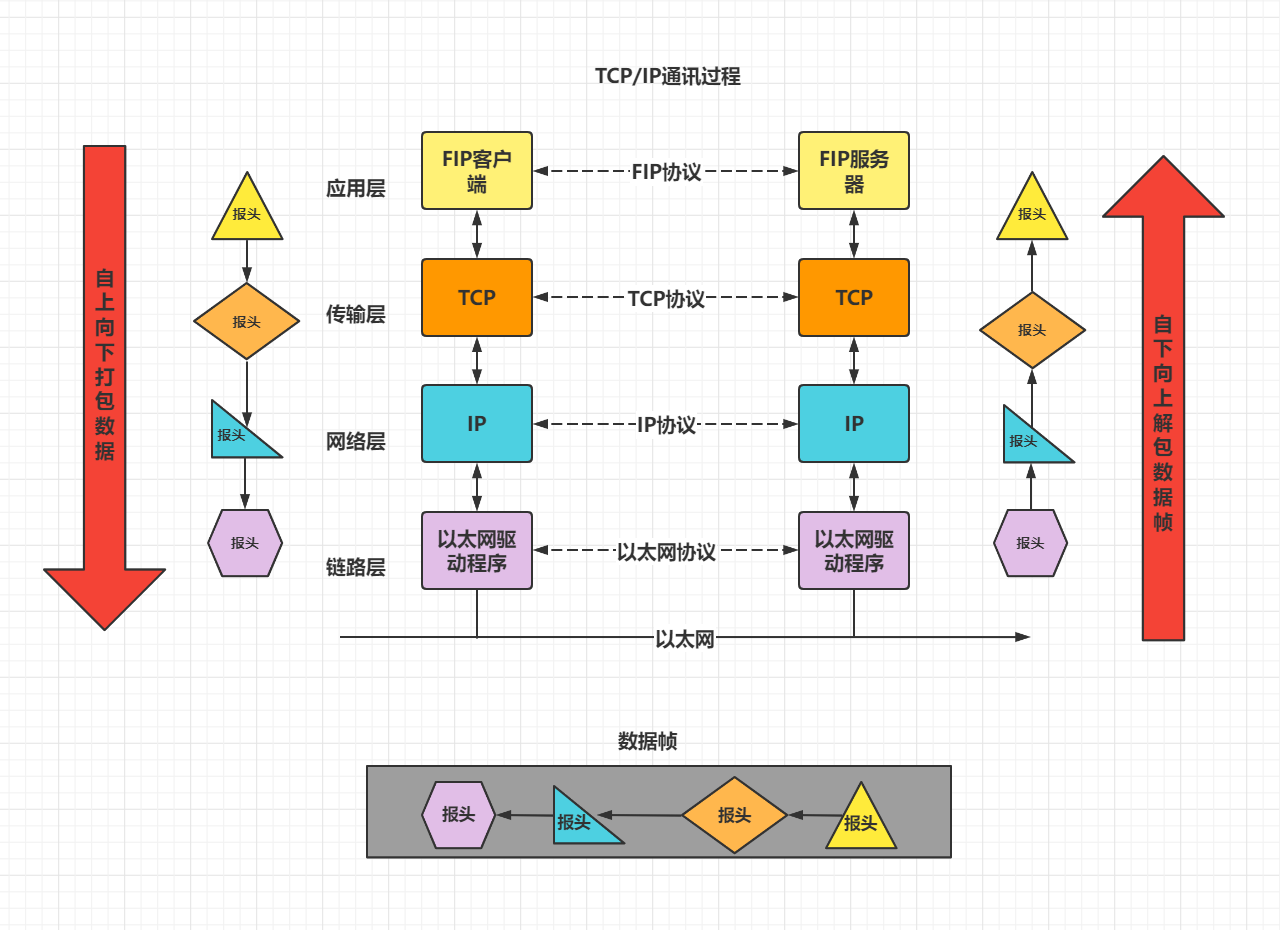 TCP/IP通讯过程
自
上
向
下
打
包
数
据
报头
报头
报头
报头
应用层
FIP客户
端
FIP协议
FIP服务
器
传输层
TCP
TCP协议
TCP
网络层
IP
IP协议
IP
链路层
以太网驱
动程序
以太网协议
以太网驱
动程序
以太网
报头
报头
报头
报头
自
下
向
上
解
包
数
据
帧
数据帧
报头
报头
报头
报头